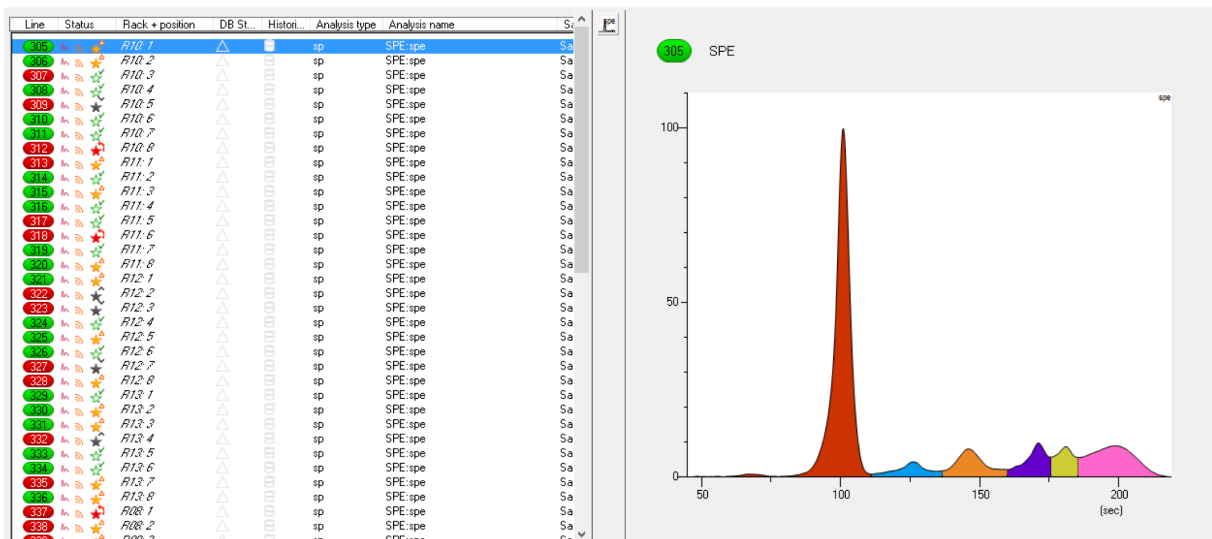 Line Status Rack + position DB St... Histori... Analysis type Analysis name Sa
305 R10: 1 sp SPE:spe Sa
306 R10: 2 sp SPE:spe Sa
307 R10: 3 sp SPE:spe Sa
308 R10: 4 sp SPE:spe Sa
309 R10: 5 sp SPE:spe Sa
310 R10: 6 sp SPE:spe Sa
311 R10: 7 sp SPE:spe Sa
312 R10: 8 sp SPE:spe Sa
313 R11: 1 sp SPE:spe Sa
314 R11: 2 sp SPE:spe Sa
315 R11: 3 sp SPE:spe Sa
316 R11: 4 sp SPE:spe Sa
317 R11: 5 sp SPE:spe Sa
318 R11: 6 sp SPE:spe Sa
319 R11: 7 sp SPE:spe Sa
320 R11: 8 sp SPE:spe Sa
321 R12: 1 sp SPE:spe Sa
322 R12: 2 sp SPE:spe Sa
323 R12: 3 sp SPE:spe Sa
324 R12: 4 sp SPE:spe Sa
325 R12: 5 sp SPE:spe Sa
326 R12: 6 sp SPE:spe Sa
327 R12: 7 sp SPE:spe Sa
328 R12: 8 sp SPE:spe Sa
329 R13: 1 sp SPE:spe Sa
330 R13: 2 sp SPE:spe Sa
331 R13: 3 sp SPE:spe Sa
332 R13: 4 sp SPE:spe Sa
333 R13: 5 sp SPE:spe Sa
334 R13: 6 sp SPE:spe Sa
335 R13: 7 sp SPE:spe Sa
336 R13: 8 sp SPE:spe Sa
337 R08: 1 sp SPE:spe Sa
338 R08: 2 sp SPE:spe Sa
spe
305 SPE
spe
100
50
0
50 100 150 200
(sec)